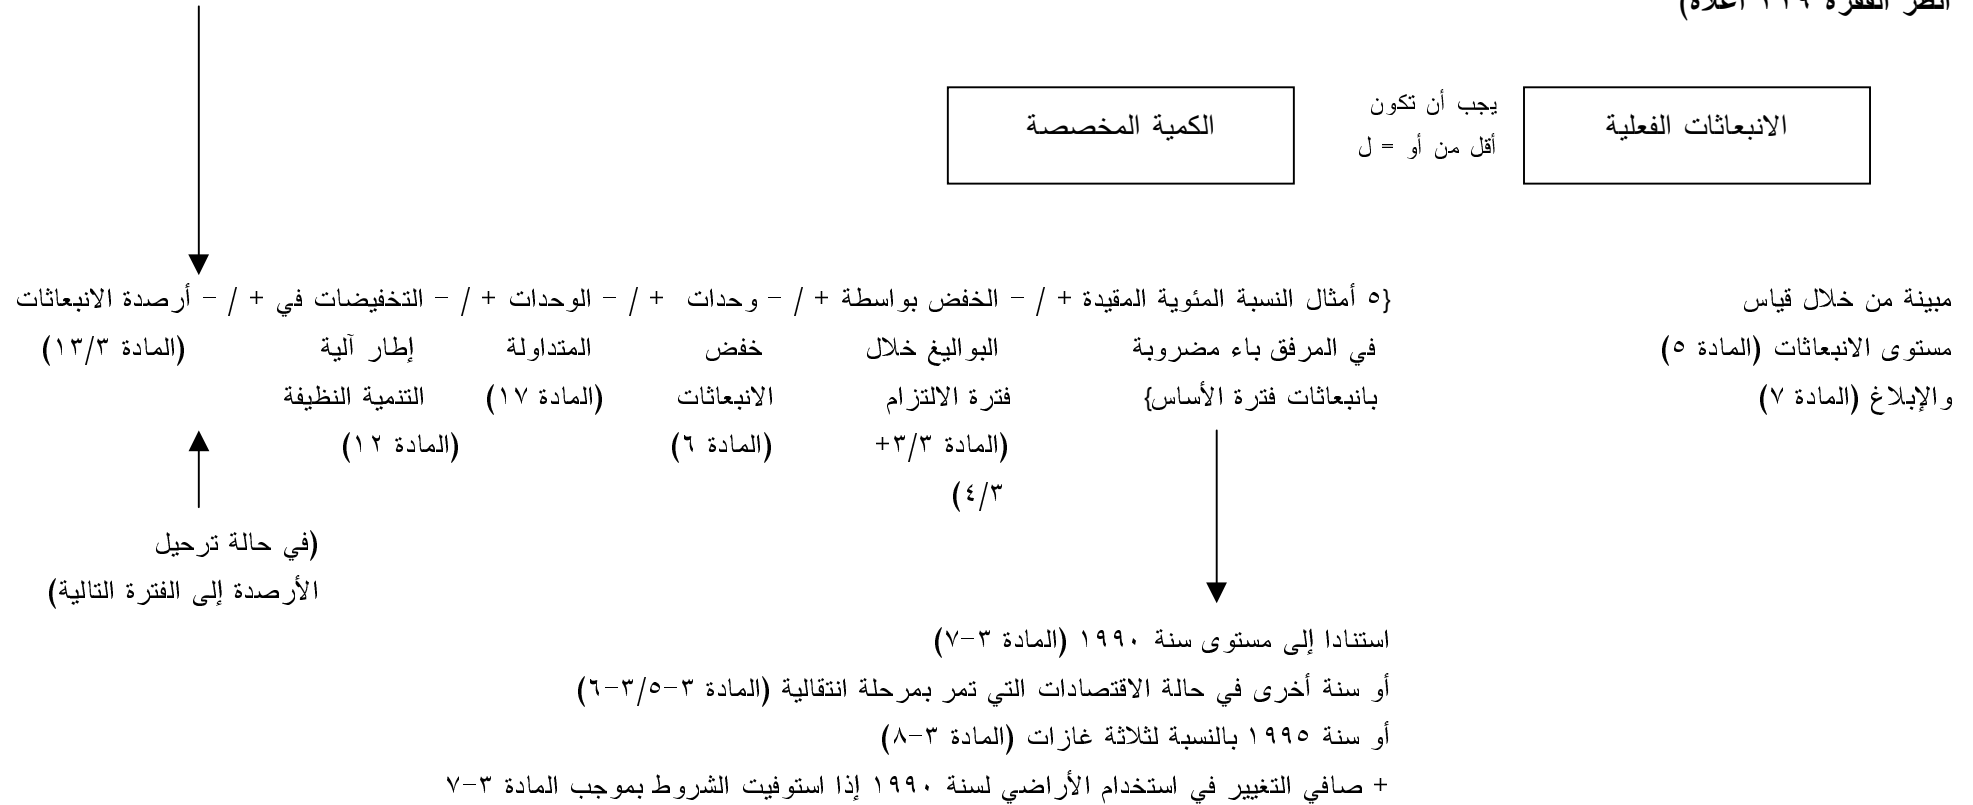 انظر الفقرة ٢١٩ أعلاه)
الانبعاثات الفعلية
يجب أن تكون
أقل من أو = ل
الكمية المخصصة
مبينة من خلال قياس
مستوى الانبعاثات (المادة ٥)
والإبلاغ (المادة ٧)
{٥ أمثال النسبة المئوية المقيدة + / - الخفض بواسطة + / - وحدات + / - الوحدات + / - التخفيضات في + / - أرصدة الانبعاثات
في المرفق باء مضروبة البواليغ خلال خفض المتداولة إطار آلية (المادة ١٣/٣)
بانبعاثات فترة الأساس} فترة الالتزام الانبعاثات (المادة ١٧) التنمية النظيفة
(المادة ٣/٣+ (المادة ٦) (المادة ١٢)
٤/٣)
(في حالة ترحيل
الأرصدة إلى الفترة التالية)
استنادا إلى مستوى سنة ١٩٩٠ (المادة ٣-٧)
أو سنة أخرى في حالة الاقتصادات التي تمر بمرحلة انتقالية (المادة ٣-٥/٣-٦)
أو سنة ١٩٩٥ بالنسبة لثلاثة غازات (المادة ٣-٨)
+ صافي التغيير في استخدام الأراضي لسنة ١٩٩٠ إذا استوفيت الشروط بموجب المادة ٣-٧